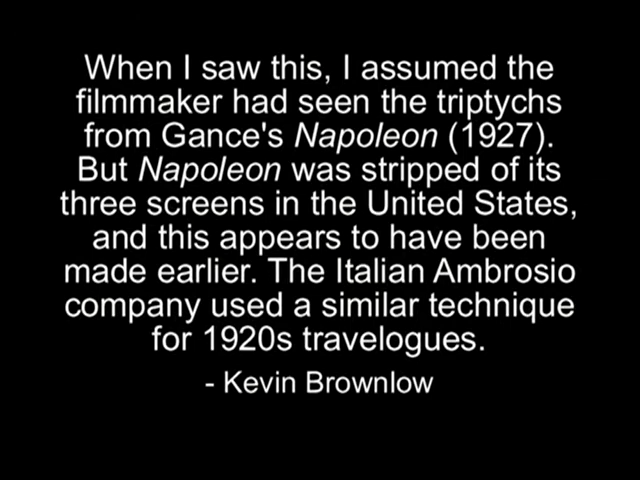 When I saw this, I assumed the
filmmaker had seen the triptychs
from Gance's Napoleon (1927).
But Napoleon was stripped of its
three screens in the United States,
and this appears to have been
made earlier. The Italian Ambrosio
company used a similar technique
for 1920s travelogues.
- Kevin Brownlow